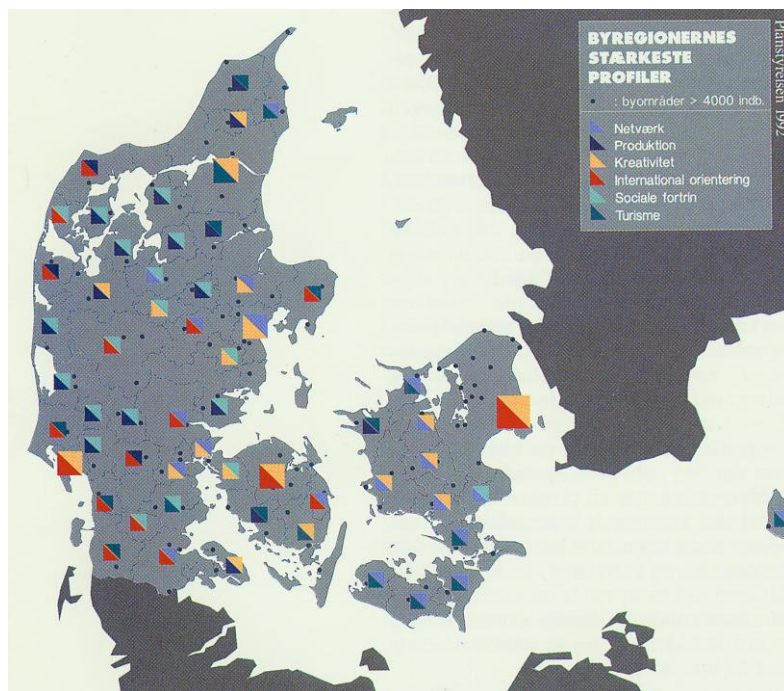 BYREGIONERNES
STÆRKESTE
PROFILER
: byområder > 4000 indb.
Netværk
Produktion
Kreativitet
International orientering
Sociale fortrin
Turisme
Planstyrelsen 1992